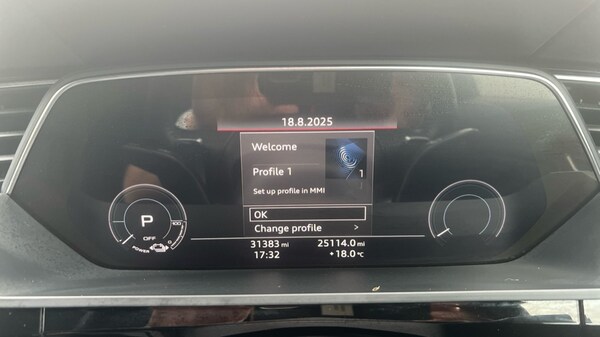 18.8.2025
Welcome
Profile 1
1
Set up profile in MMI
OK
Change profile >
P
OFF
100
0
POWER
31383 mi 25114.0 mi
17:32 +18.0 °C